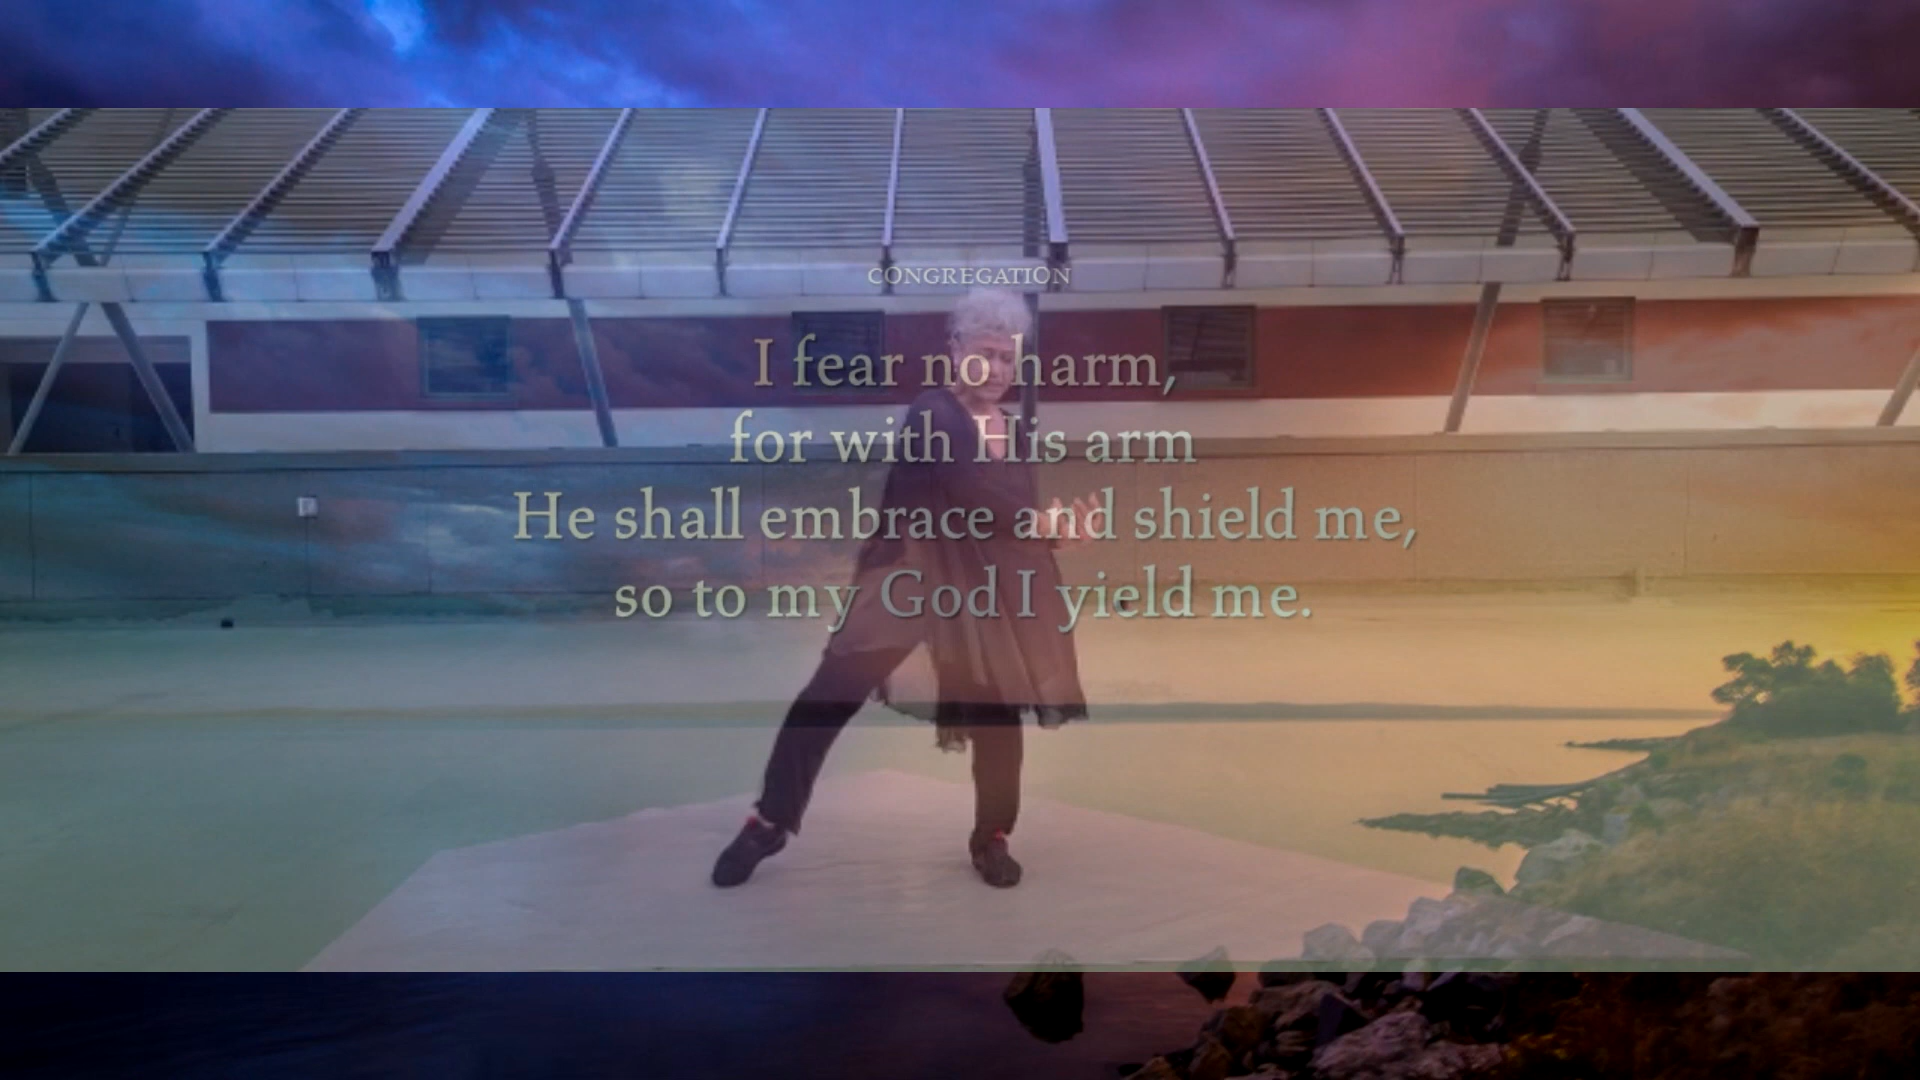 CONGREGATION
I fear no harm,
for with His arm
He shall embrace and shield me,
so to my God I yield me.